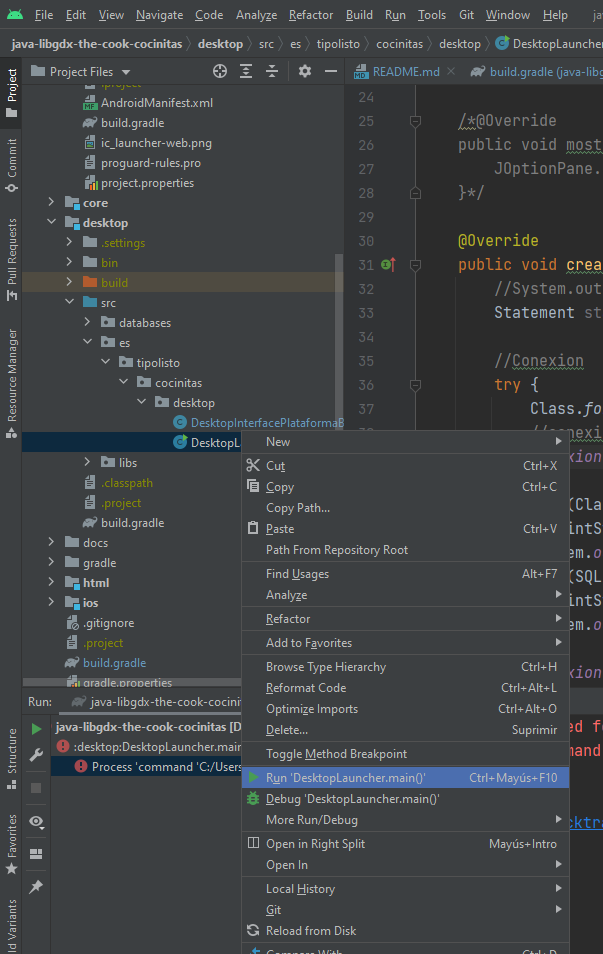 File Edit View Navigate Code Analyze Refactor Build Run Tools Git Window Help
java-libgdx-the-cook-cocinitas desktop src es tipolisto cocinitas desktop DesktopLauncher
Project Files
README.md
build.gradle (java-libg
Project
Commit
Pull Requests
Resource Manager
Structure
Favorites
ld Variants
.project
AndroidManifest.xml
build.gradle
ic_launcher-web.png
proguard-rules.pro
project.properties
core
desktop
.settings
bin
build
src
databases
es
tipolisto
cocinitas
desktop
DesktopInterfacePlataformaB
DesktopLa
libs
.classpath
.project
build.gradle
docs
gradle
html
ios
.gitignore
.project
build.gradle
gradle.properties
24
25 /*@Override
26 public void most
27 JOptionPane.
28 }*/
29
30 @Override
31 public void crea
32 //System.out
33 Statement st
34
35 //Conexion
36 try {
37 Class.fo
//conexi
xion
(Cla
intS
em.o
(SQL
intS
em.o
xion
New
Cut Ctrl+X
Copy Ctrl+C
Copy Path...
Paste Ctrl+V
Path From Repository Root
Find Usages Alt+F7
Analyze
Refactor
Add to Favorites
Browse Type Hierarchy Ctrl+H
Reformat Code Ctrl+Alt+L
Optimize Imports Ctrl+Alt+O
Delete... Suprimir
Toggle Method Breakpoint
Run 'DesktopLauncher.main()' Ctrl+Mayús+F10
Debug 'DesktopLauncher.main()'
More Run/Debug
Open in Right Split Mayús+Intro
Open In
Local History
Git
Reload from Disk
Compare With... Ctrl+D
Run: java-libgdx-the-cook-cocinit
java-libgdx-the-cook-cocinitas [D
:desktop:DesktopLauncher.main
Process 'command 'C:/Users
ed fo
mmand
cktra